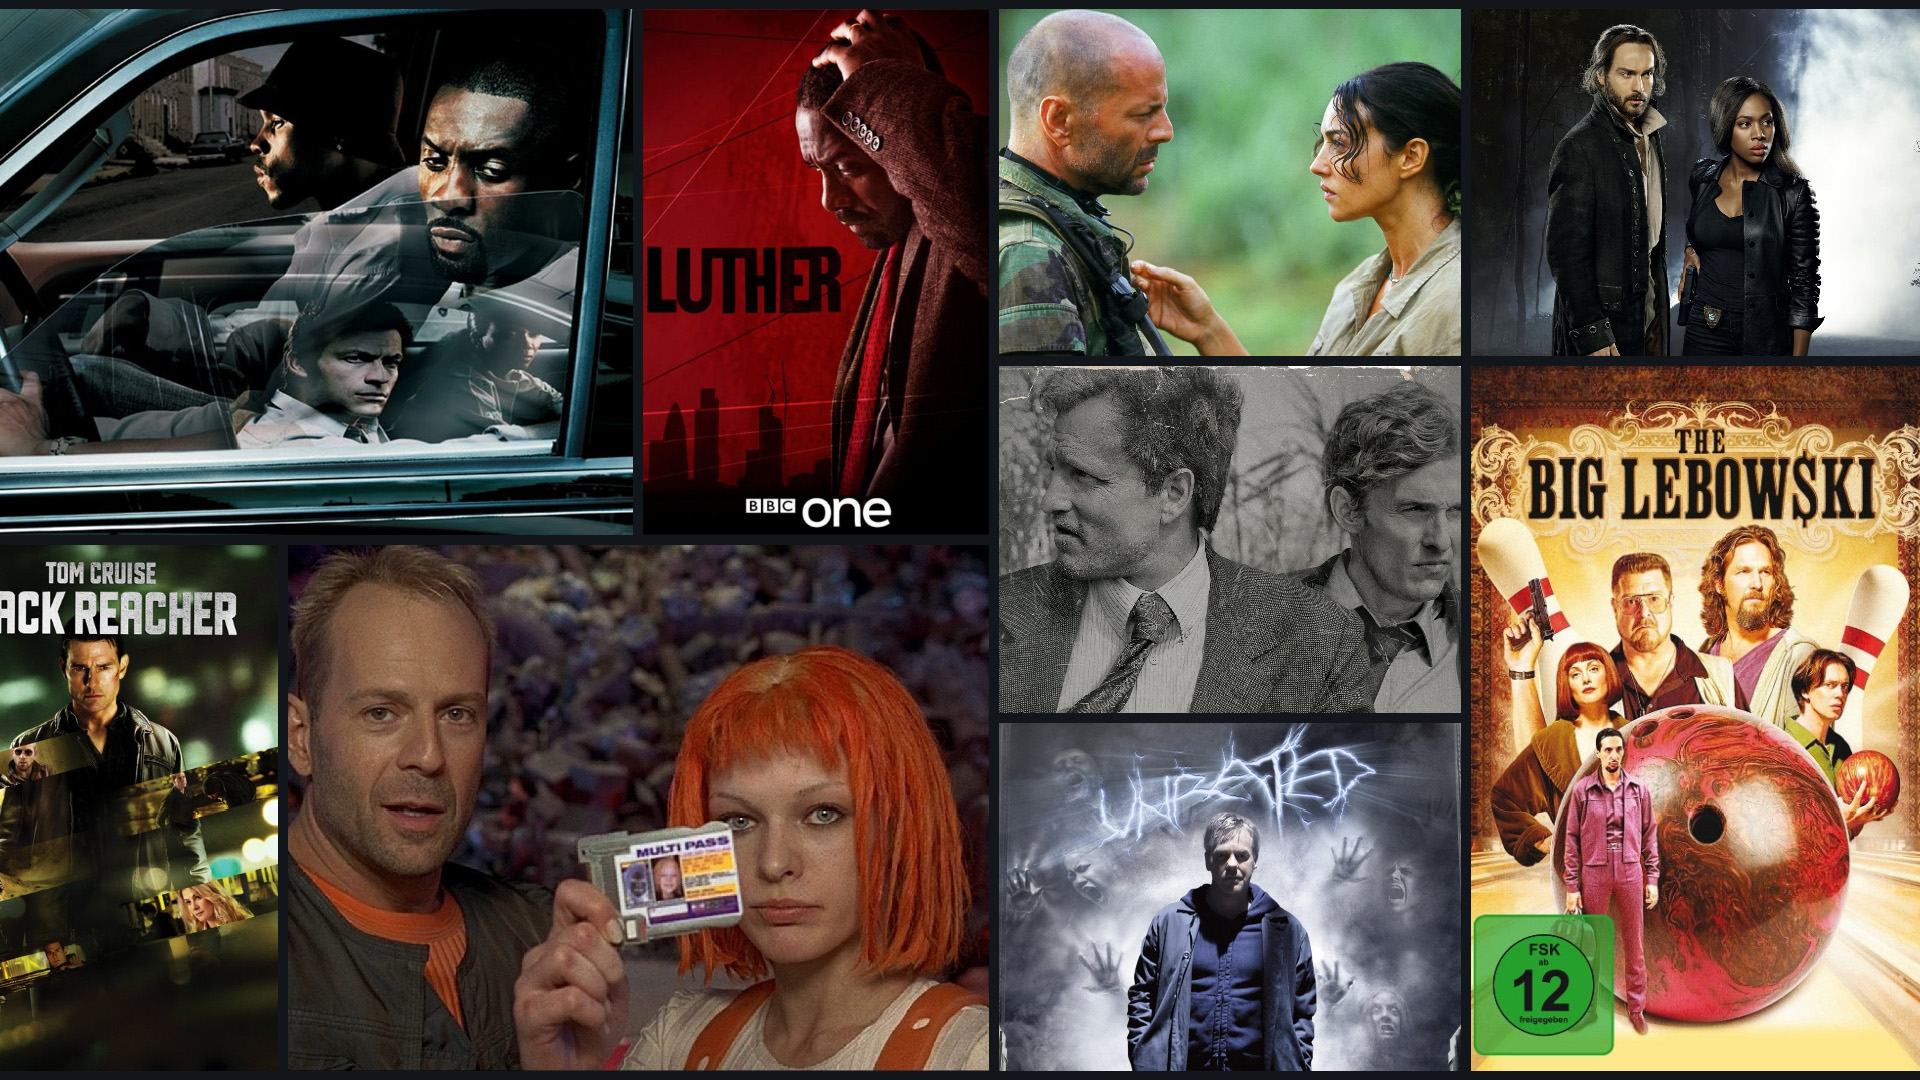 LUTHER
BBC one
TOM CRUISE
ACK REACHER
MULTI PASS
UNRATED
THE
BIG LEBOW$KI
FSK
ab
12
freigegeben